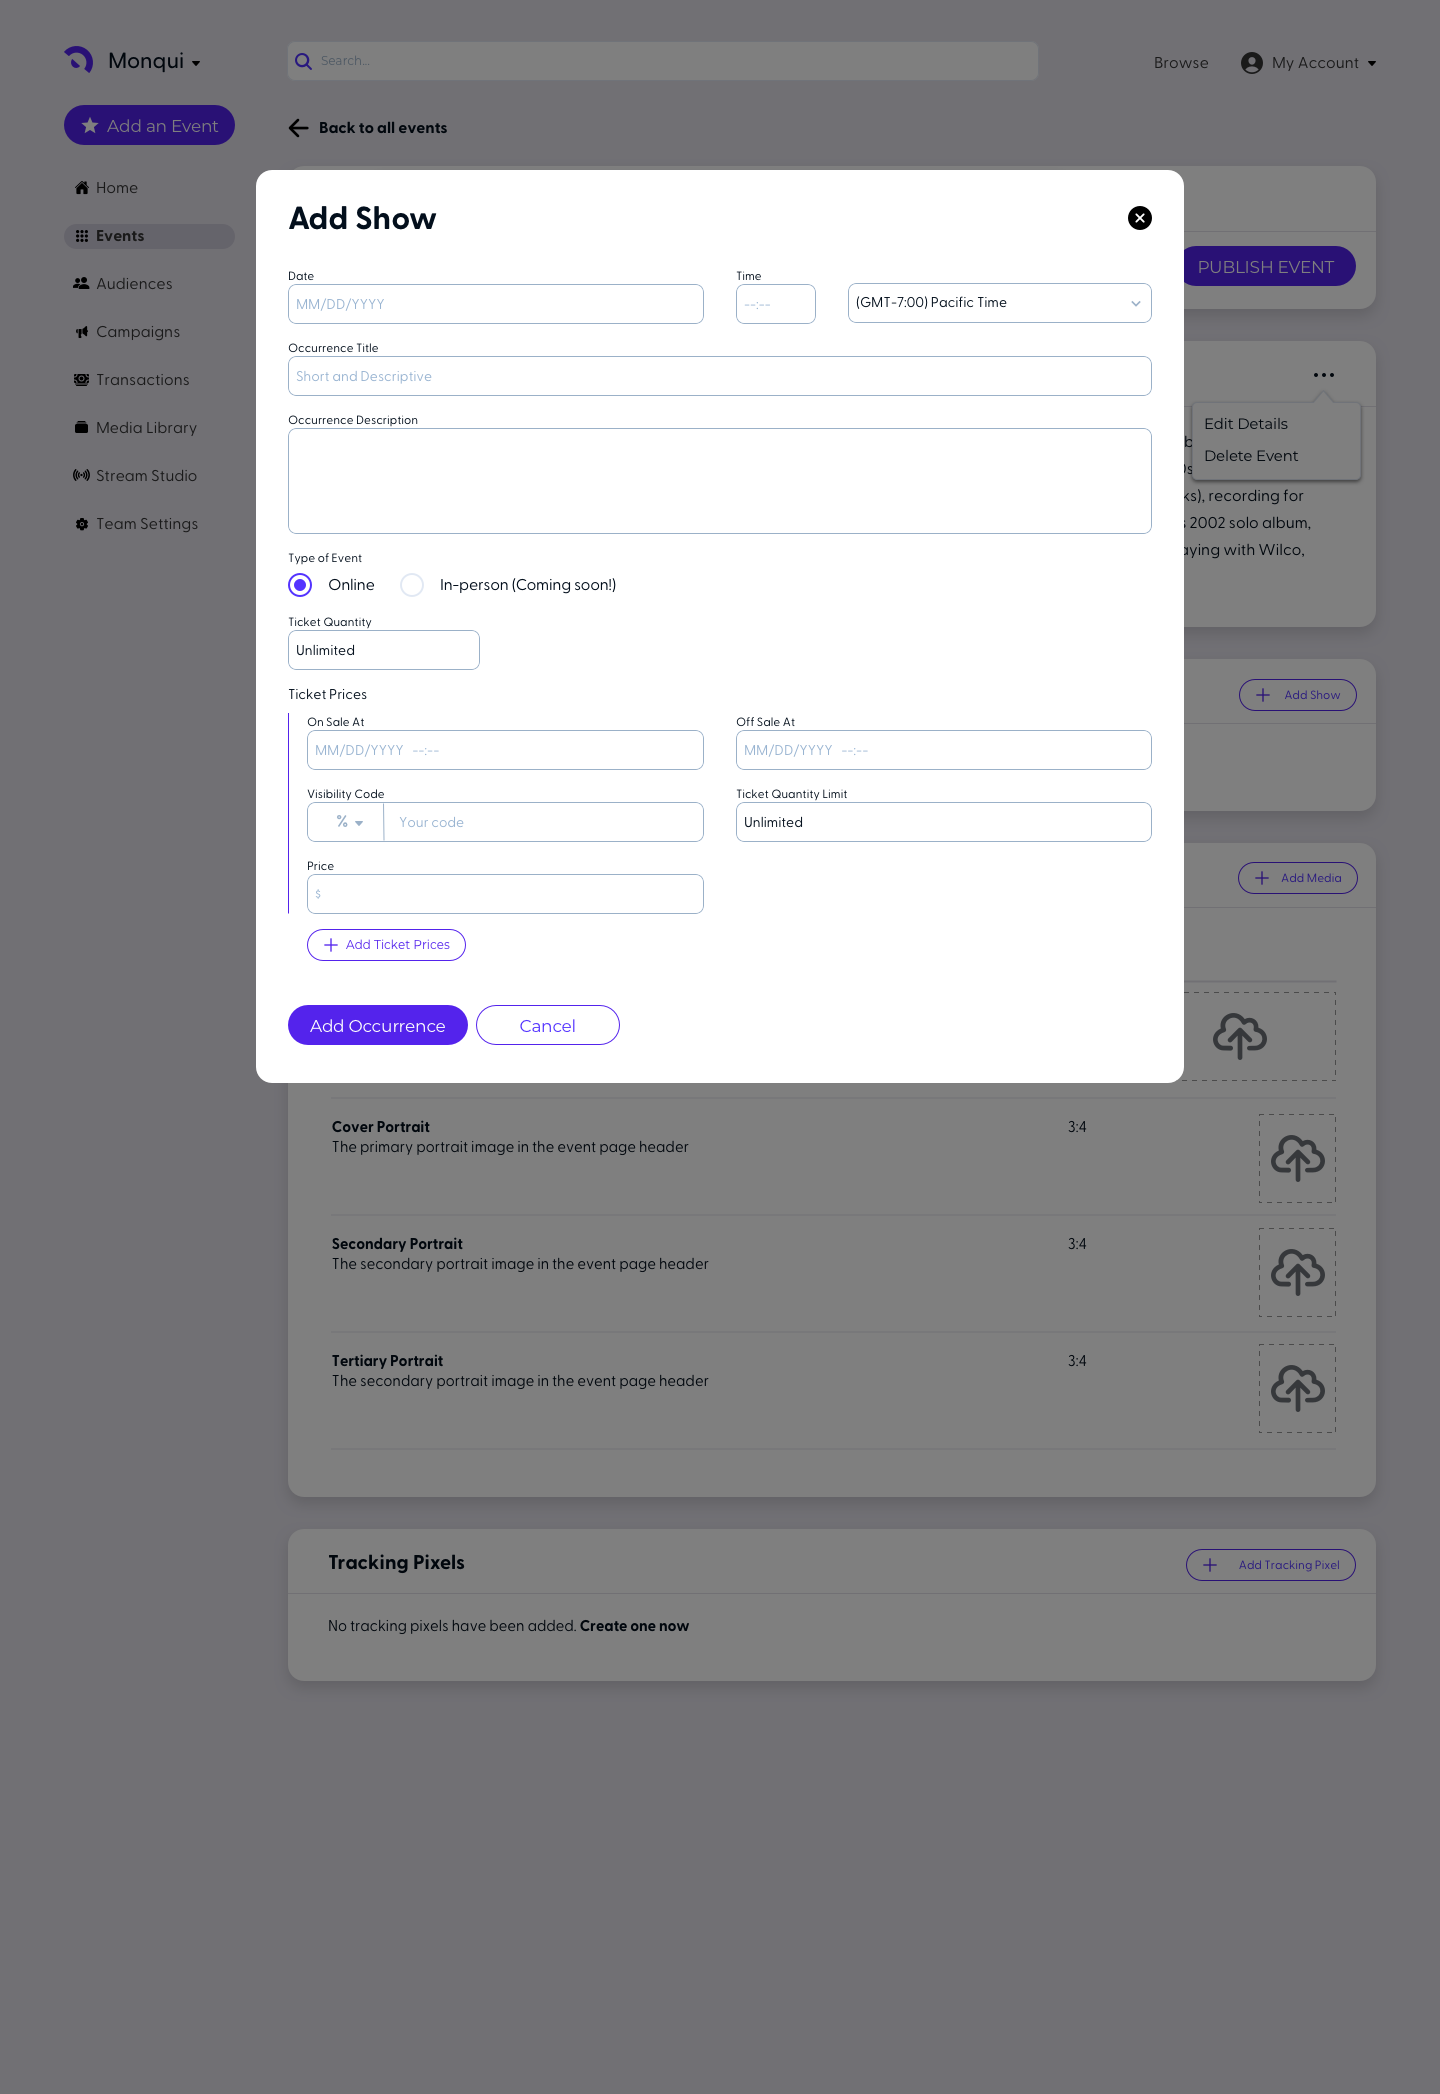 Monqui
Search...
Browse
My Account
Add an Event
Back to all events
Home
Events
Audiences
Campaigns
Transactions
Media Library
Stream Studio
Team Settings
PUBLISH EVENT
Edit Details
Delete Event
recording for
2002 solo album,
with Wilco,
Add Show
Add Media
Add Show
Date
Time
MM/DD/YYYY
--:--
(GMT-7:00) Pacific Time
Occurrence Title
Short and Descriptive
Occurrence Description
Type of Event
Online
In-person (Coming soon!)
Ticket Quantity
Unlimited
Ticket Prices
On Sale At
Off Sale At
MM/DD/YYYY --:--
MM/DD/YYYY --:--
Visibility Code
Ticket Quantity Limit
%
Your code
Unlimited
Price
$
Add Ticket Prices
Add Occurrence
Cancel
Cover Portrait
3:4
The primary portrait image in the event page header
Secondary Portrait
3:4
The secondary portrait image in the event page header
Tertiary Portrait
3:4
The secondary portrait image in the event page header
Tracking Pixels
Add Tracking Pixel
No tracking pixels have been added. Create one now